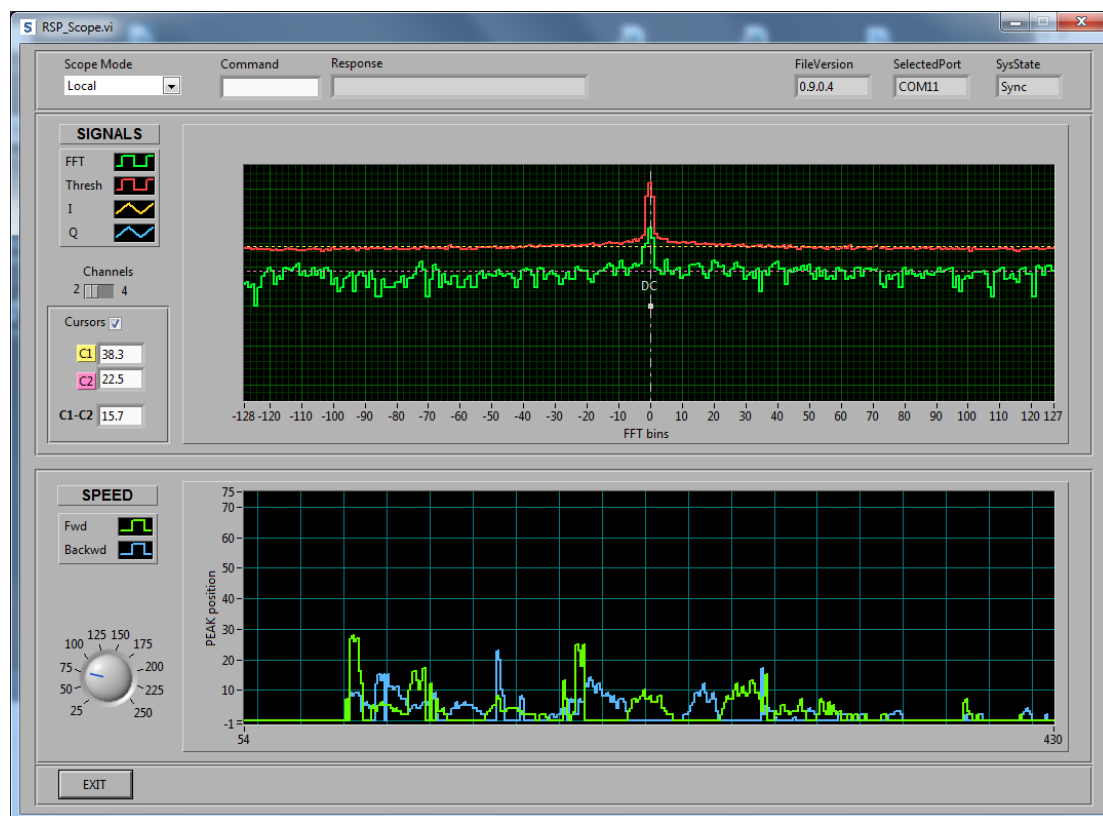 S RSP_Scope.vi
Scope Mode Command Response FileVersion SelectedPort SysState
Local 0.9.0.4 COM11 Sync
SIGNALS
FFT
Thresh
I
Q
Channels
2 4
Cursors
C1 38.3
C2 22.5
C1-C2 15.7
DC
-128 -120 -110 -100 -90 -80 -70 -60 -50 -40 -30 -20 -10 0 10 20 30 40 50 60 70 80 90 100 110 120 127
FFT bins
SPEED
Fwd
Backwd
25 50 75 100 125 150 175 200 225 250
PEAK position
75
70
60
50
40
30
20
10
-1
54 430
EXIT